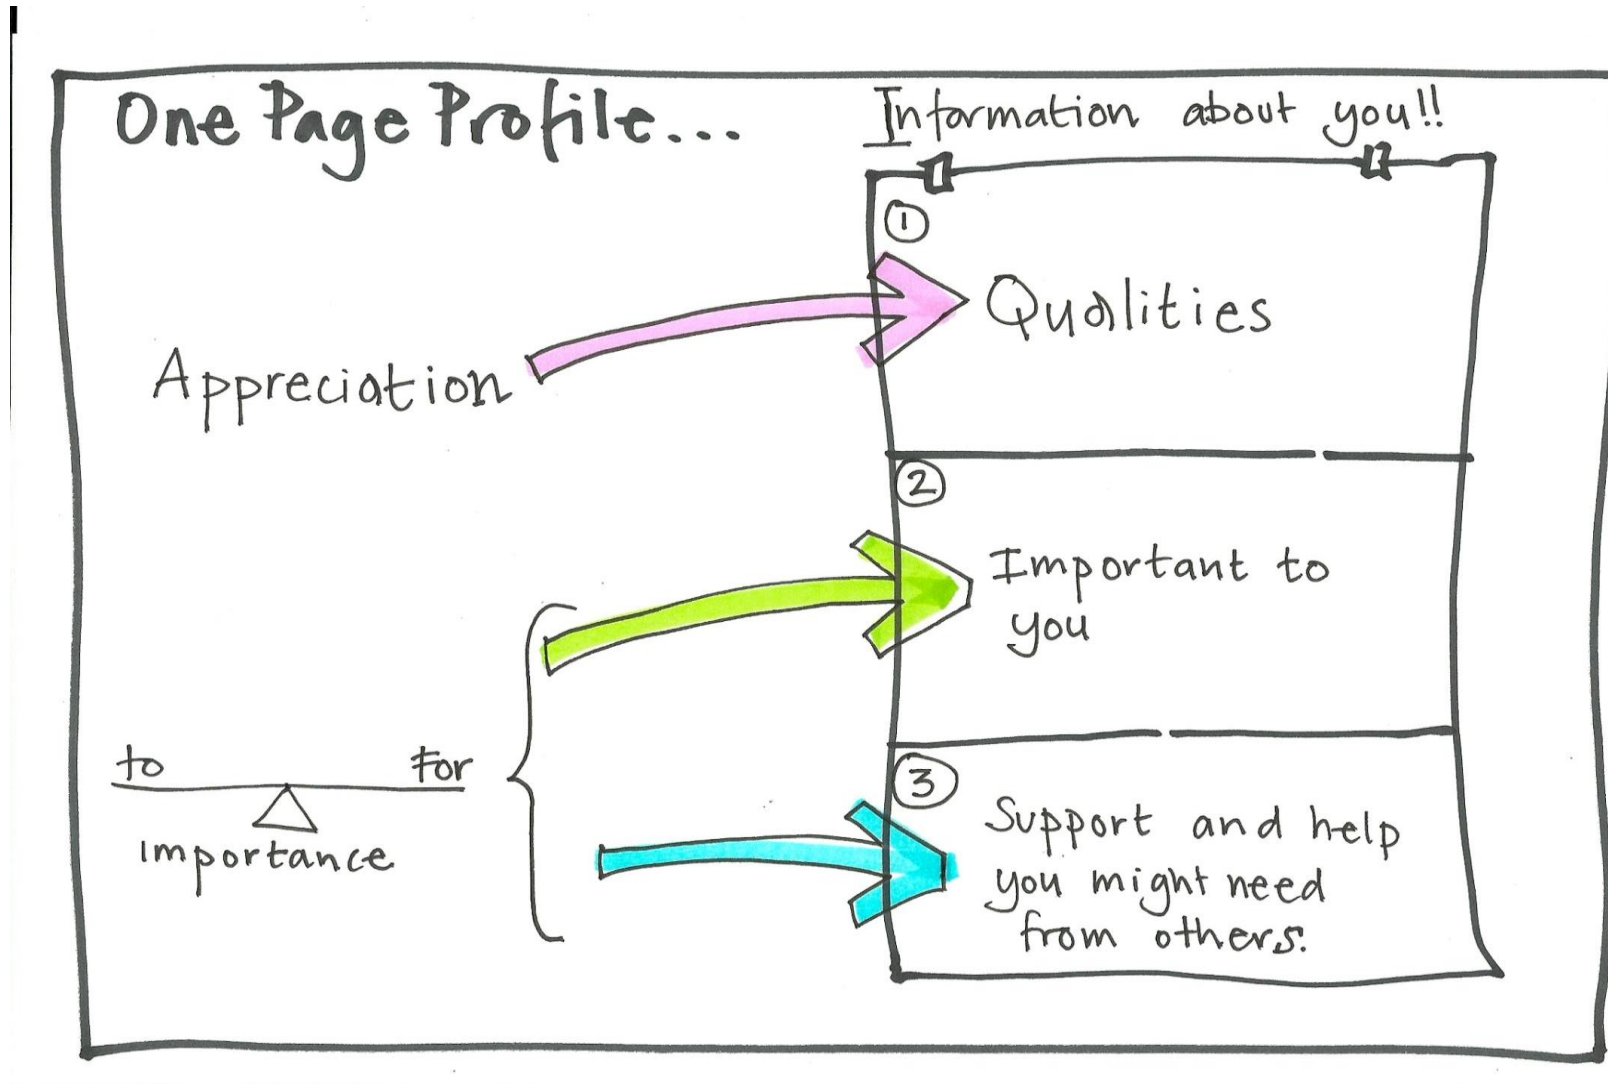 One Page Profile...
Information about you!!
1
Qualities
Appreciation
2
Important to
you
to For
importance
3
Support and help
you might need
from others.